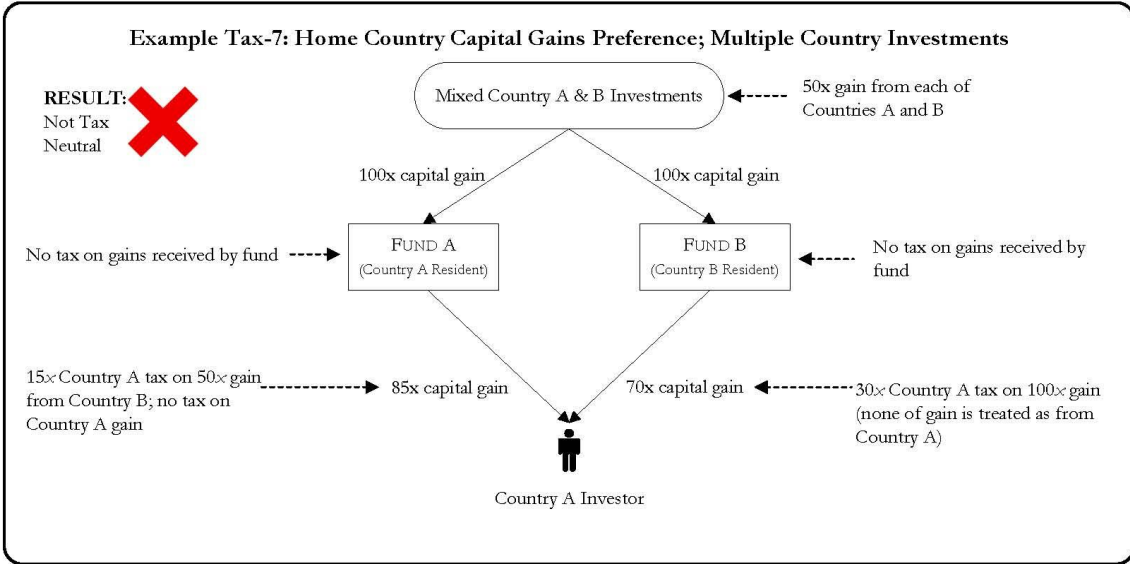 Example Tax-7: Home Country Capital Gains Preference; Multiple Country Investments
RESULT:
Not Tax
Neutral
Mixed Country A & B Investments
50x gain from each of
Countries A and B
100x capital gain
100x capital gain
No tax on gains received by fund
FUND A
(Country A Resident)
FUND B
(Country B Resident)
No tax on gains received by
fund
15x Country A tax on 50x gain
from Country B; no tax on
Country A gain
85x capital gain
70x capital gain
30x Country A tax on 100x gain
(none of gain is treated as from
Country A)
Country A Investor